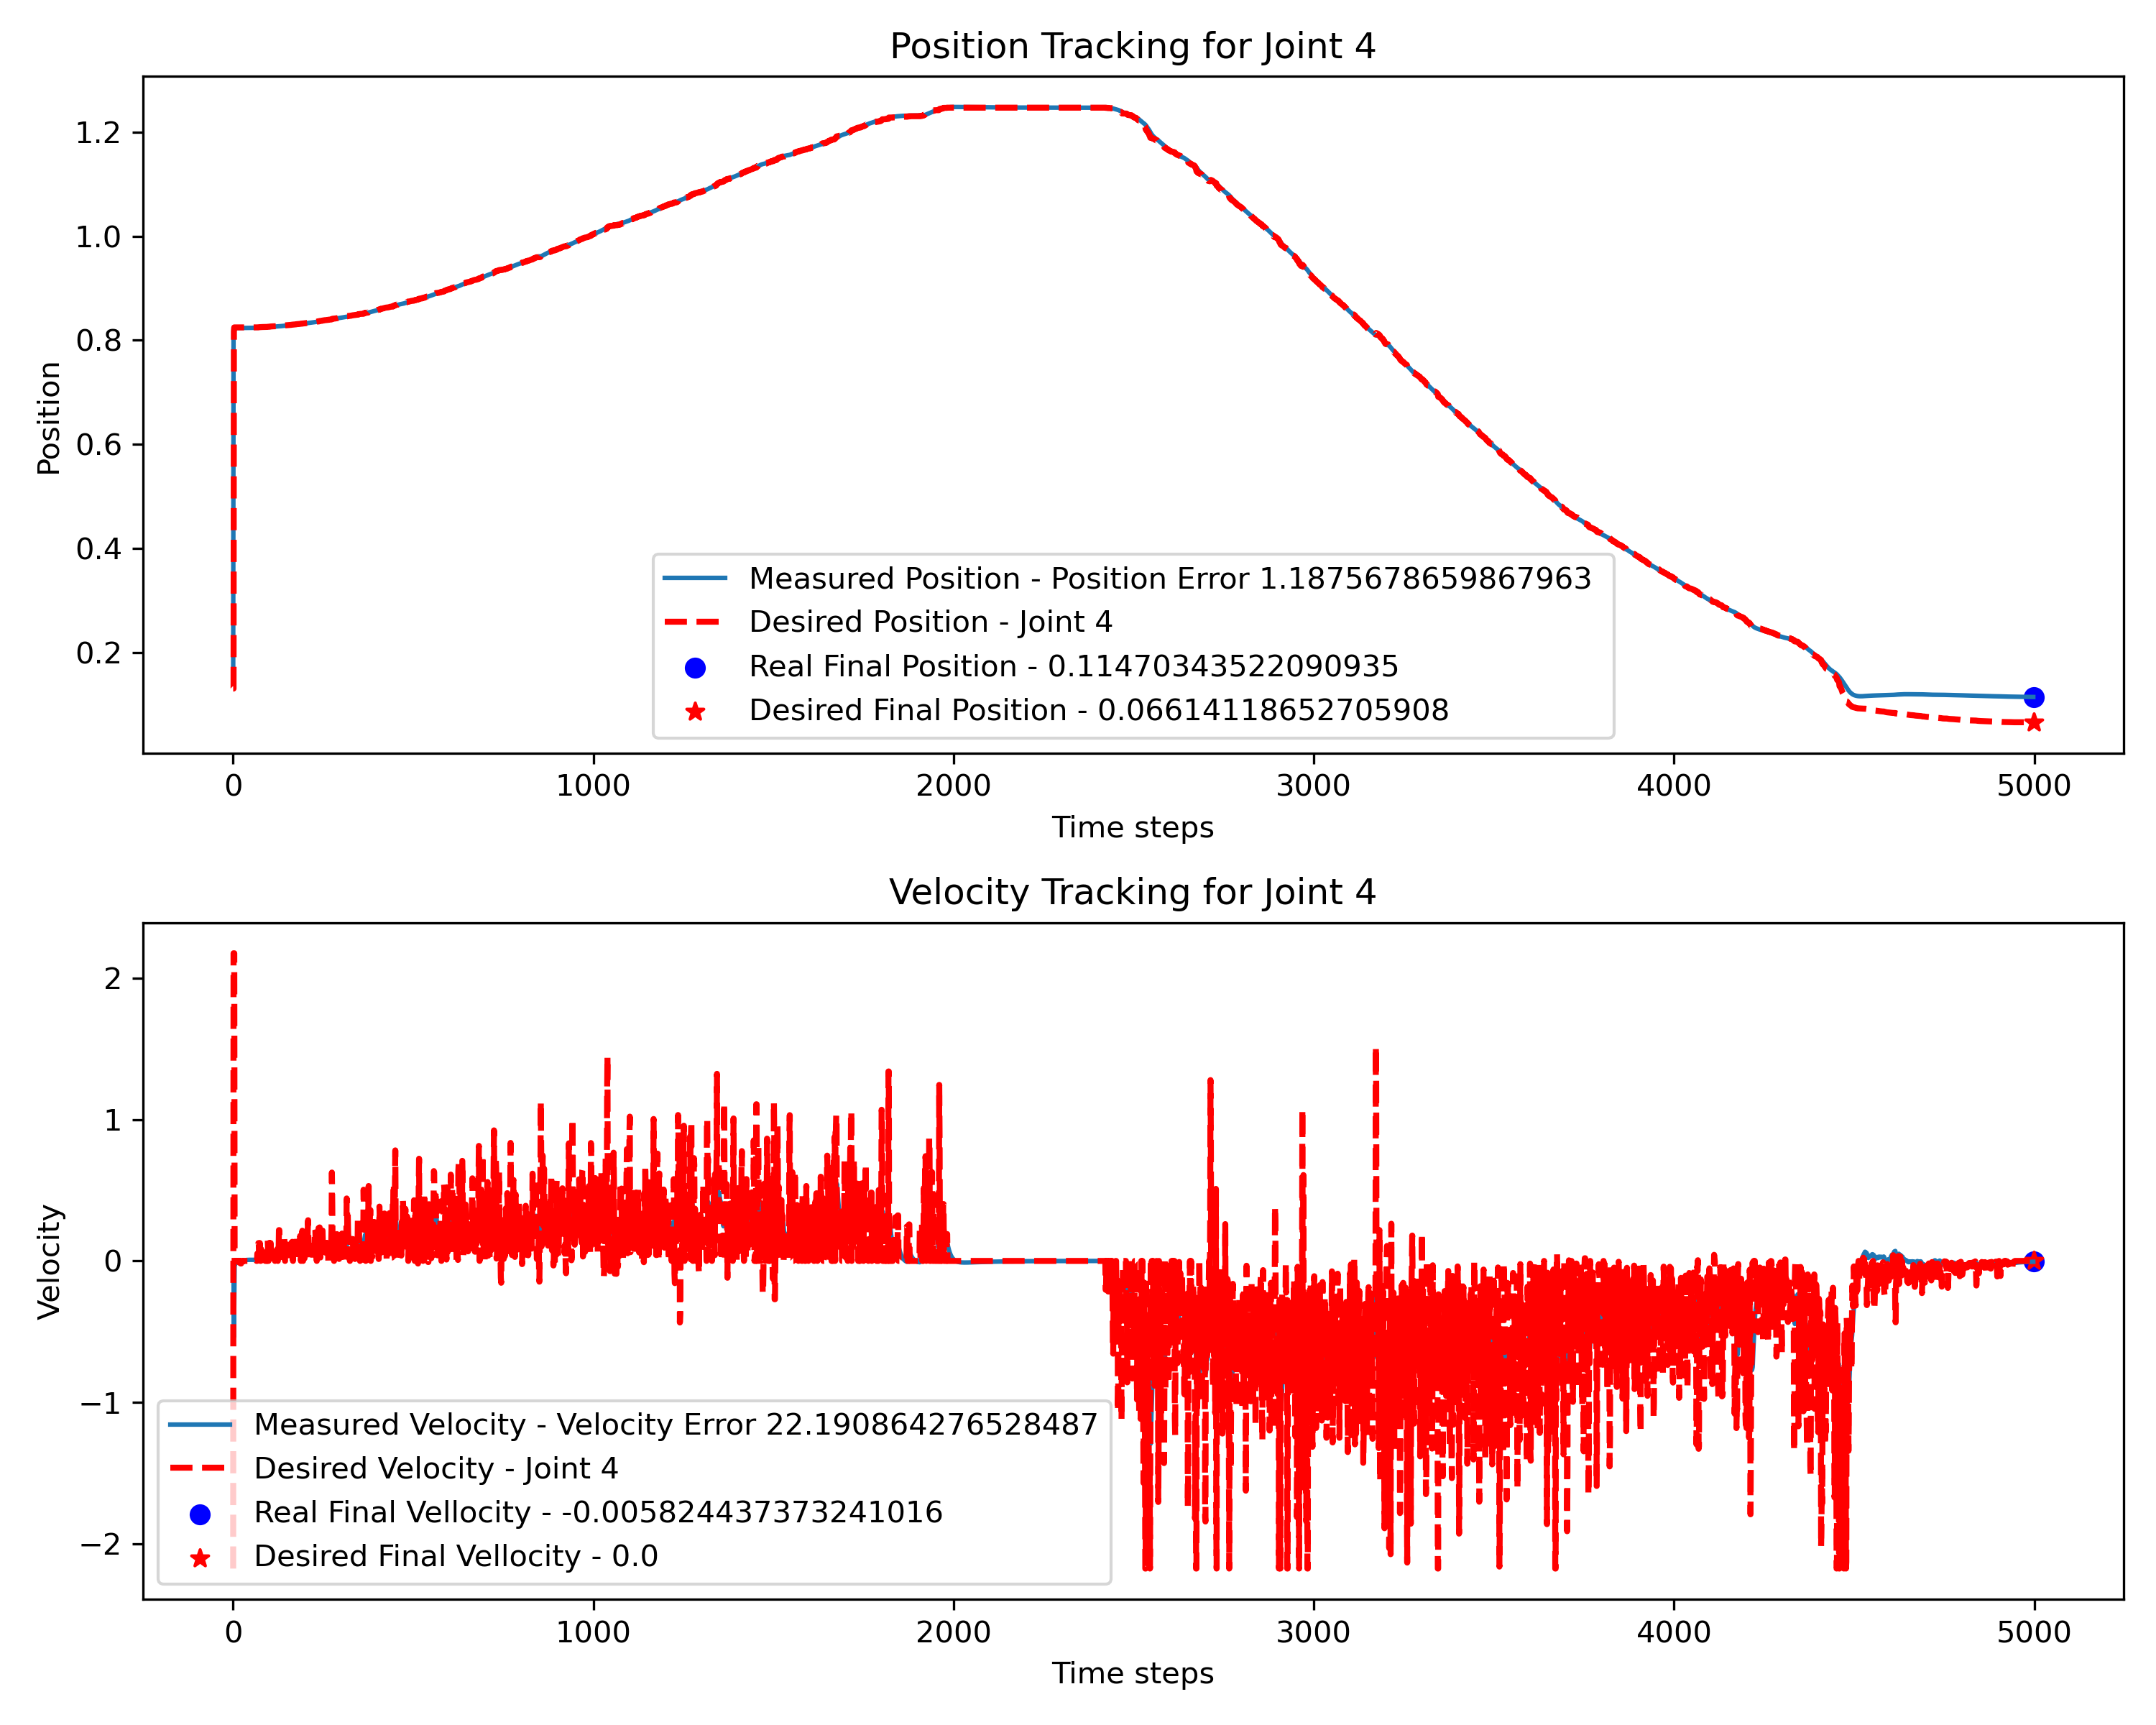 Position Tracking for Joint 4
Position
1.2
1.0
0.8
0.6
0.4
0.2
Measured Position - Position Error 1.1875678659867963
Desired Position - Joint 4
Real Final Position - 0.11470343522090935
Desired Final Position - 0.06614118652705908
0 1000 2000 3000 4000 5000
Time steps
Velocity Tracking for Joint 4
Velocity
2
1
0
−1
−2
Measured Velocity - Velocity Error 22.190864276528487
Desired Velocity - Joint 4
Real Final Vellocity - -0.005824437373241016
Desired Final Vellocity - 0.0
0 1000 2000 3000 4000 5000
Time steps